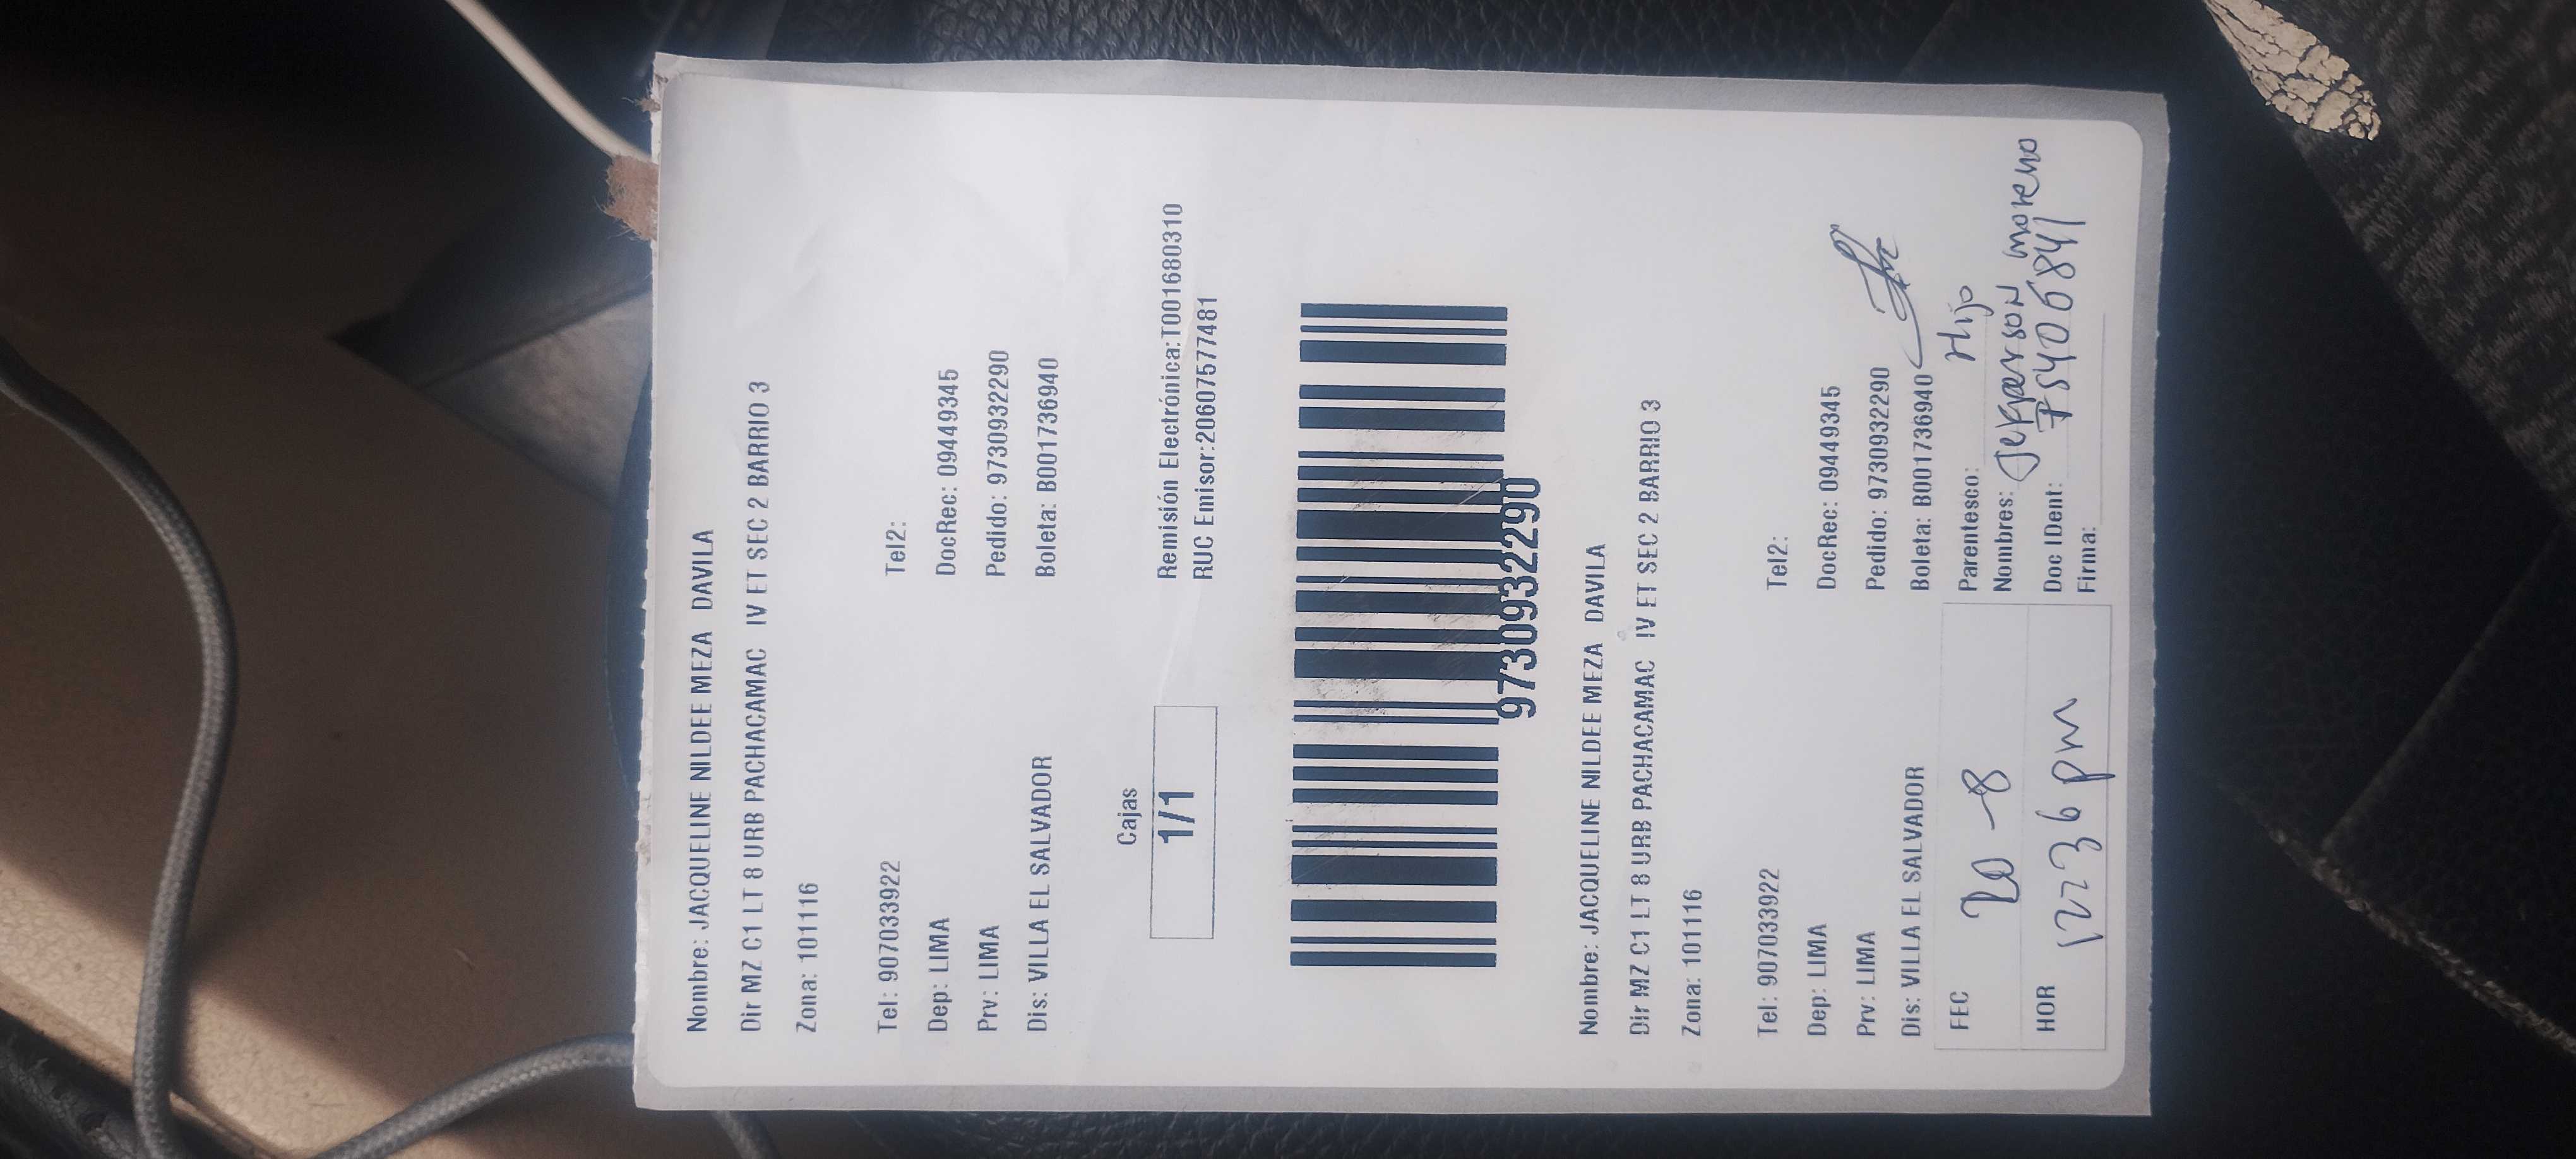 Nombre: JACQUELINE NILDEE MEZA DAVILA
Dir MZ C1 LT 8 URB PACHACAMAC IV ET SEC 2 BARRIO 3
Zona: 101116
Tel: 907033922 Tel2:
Dep: LIMA DocRec: 09449345
Prv: LIMA Pedido: 9730932290
Dis: VILLA EL SALVADOR Boleta: B001736940
Cajas
1/1
Remisión Electrónica:T001680310
RUC Emisor:20607577481
9730932290
Nombre: JACQUELINE NILDEE MEZA DAVILA
Dir MZ C1 LT 8 URB PACHACAMAC IV ET SEC 2 BARRIO 3
Zona: 101116
Tel: 907033922 Tel2:
Dep: LIMA DocRec: 09449345
Prv: LIMA Pedido: 9730932290
Dis: VILLA EL SALVADOR Boleta: B001736940
FEC 20-8
HOR 12236 pm
Parentesco: Hijo
Nombres: Jefferson moreno
Doc IDent: 75406841
Firma: